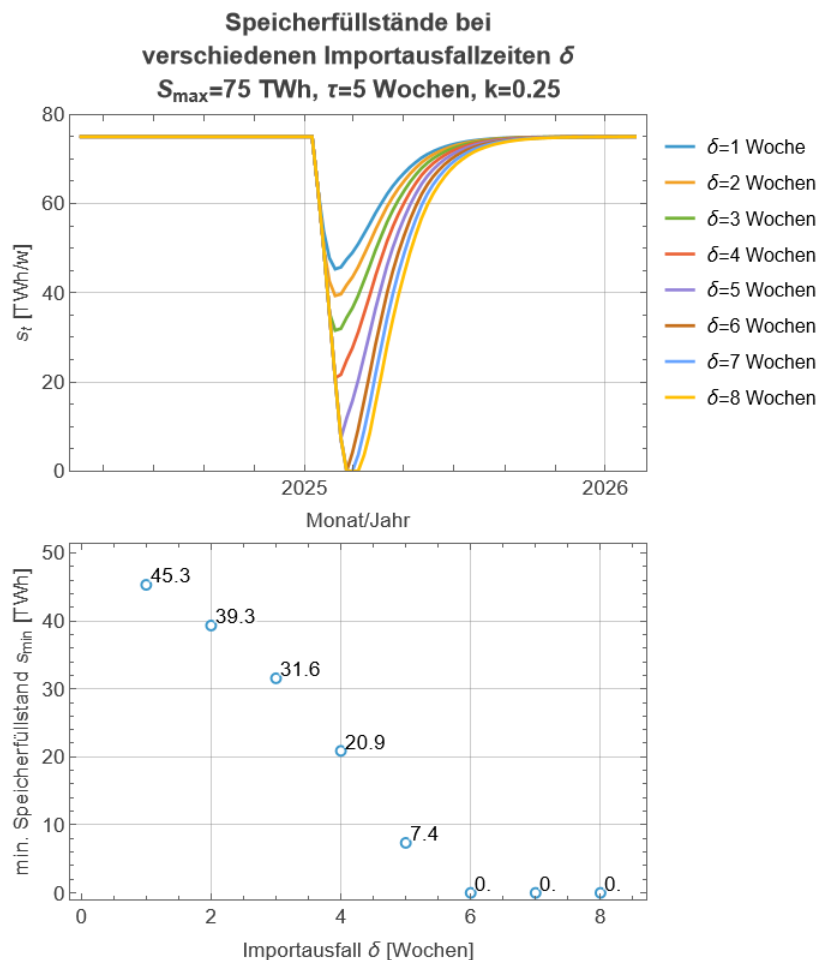 Speicherfüllstände bei
verschiedenen Importausfallzeiten δ
Smax=75 TWh, τ=5 Wochen, k=0.25
80
60
40
20
0
st [TWh/w]
2025
2026
Monat/Jahr
δ=1 Woche
δ=2 Wochen
δ=3 Wochen
δ=4 Wochen
δ=5 Wochen
δ=6 Wochen
δ=7 Wochen
δ=8 Wochen
50
40
30
20
10
0
min. Speicherfüllstand smin [TWh]
45.3
39.3
31.6
20.9
7.4
0.
0.
0.
0
2
4
6
8
Importausfall δ [Wochen]